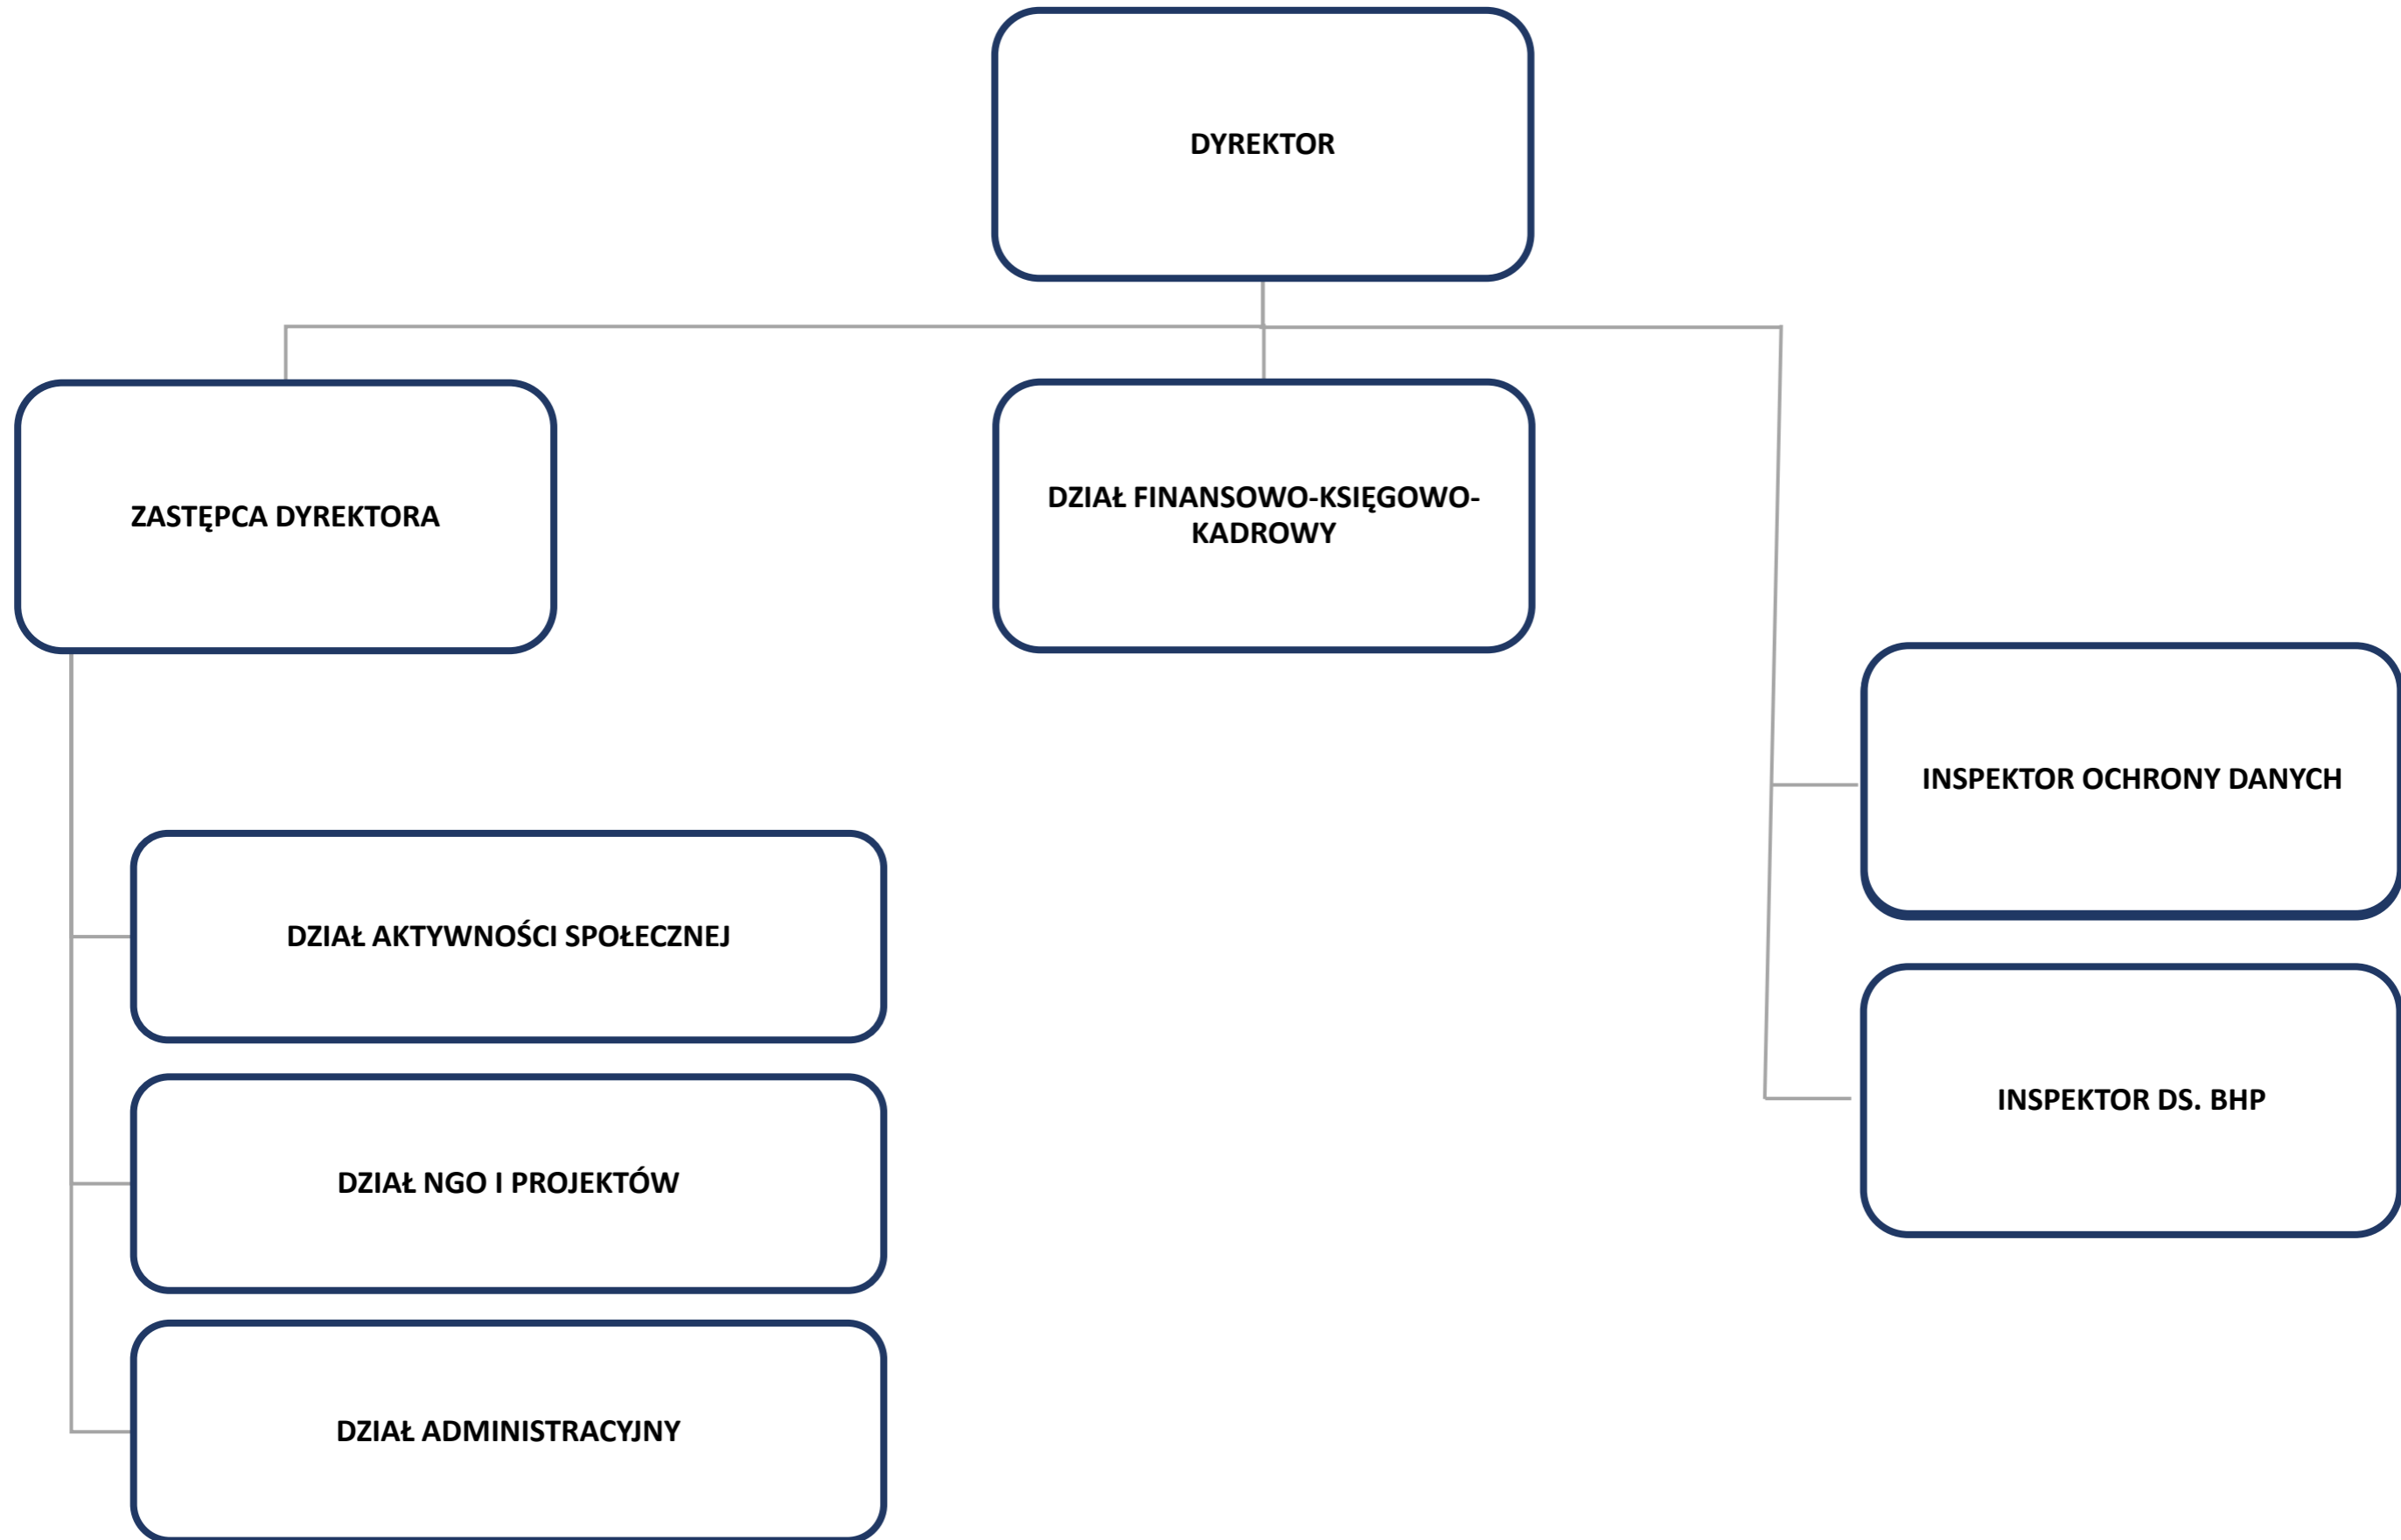 DYREKTOR
ZASTĘPCA DYREKTORA
DZIAŁ FINANSOWO-KSIĘGOWO-
KADROWY
INSPEKTOR OCHRONY DANYCH
DZIAŁ AKTYWNOŚCI SPOŁECZNEJ
INSPEKTOR DS. BHP
DZIAŁ NGO I PROJEKTÓW
DZIAŁ ADMINISTRACYJNY